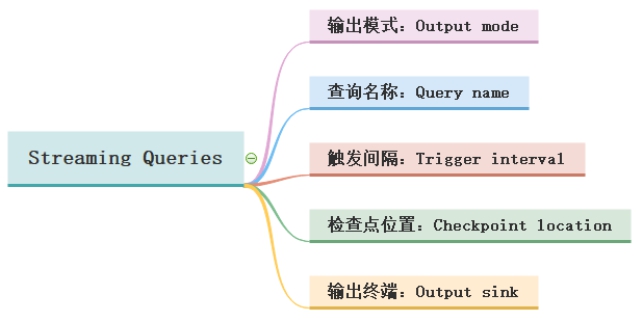 Streaming Queries
输出模式：Output mode
查询名称：Query name
触发间隔：Trigger interval
检查点位置：Checkpoint location
输出终端：Output sink